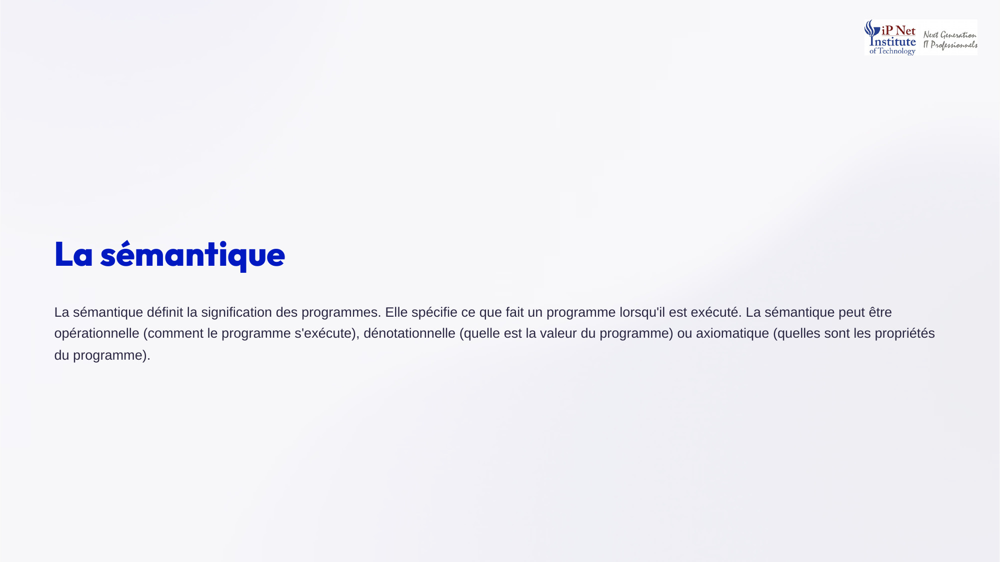 iP Net
Institute
of Technology
Next Generation
IT Professionnels
La sémantique
La sémantique définit la signification des programmes. Elle spécifie ce que fait un programme lorsqu'il est exécuté. La sémantique peut être
opérationnelle (comment le programme s'exécute), dénotationnelle (quelle est la valeur du programme) ou axiomatique (quelles sont les propriétés
du programme).